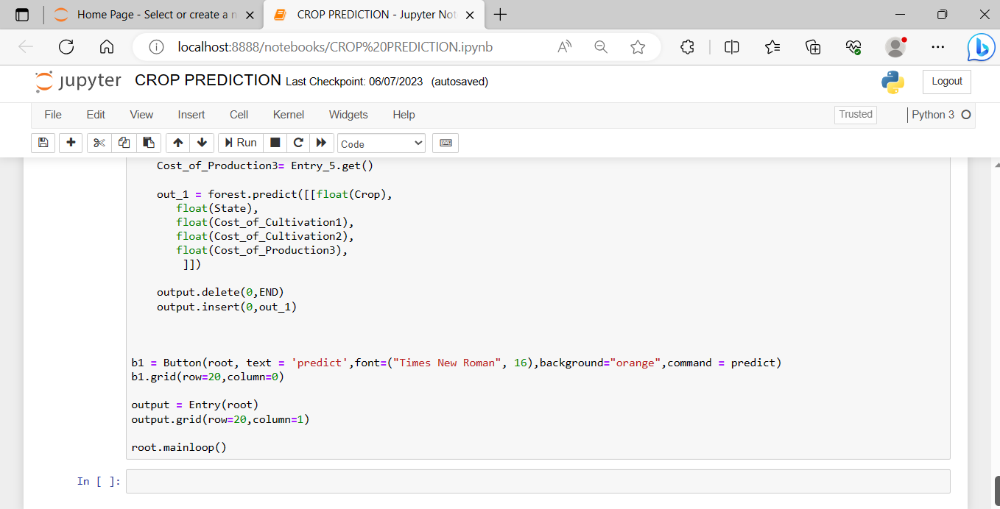 Home Page - Select or create a n
CROP PREDICTION - Jupyter Not
localhost:8888/notebooks/CROP%20PREDICTION.ipynb
jupyter CROP PREDICTION Last Checkpoint: 06/07/2023 (autosaved)
Logout
File Edit View Insert Cell Kernel Widgets Help
Trusted Python 3
Run Code
Cost_of_Production3= Entry_5.get()
out_1 = forest.predict([[float(Crop),
float(State),
float(Cost_of_Cultivation1),
float(Cost_of_Cultivation2),
float(Cost_of_Production3),
]])
output.delete(0,END)
output.insert(0,out_1)
b1 = Button(root, text = 'predict',font=("Times New Roman", 16),background="orange",command = predict)
b1.grid(row=20,column=0)
output = Entry(root)
output.grid(row=20,column=1)
root.mainloop()
In [ ]: